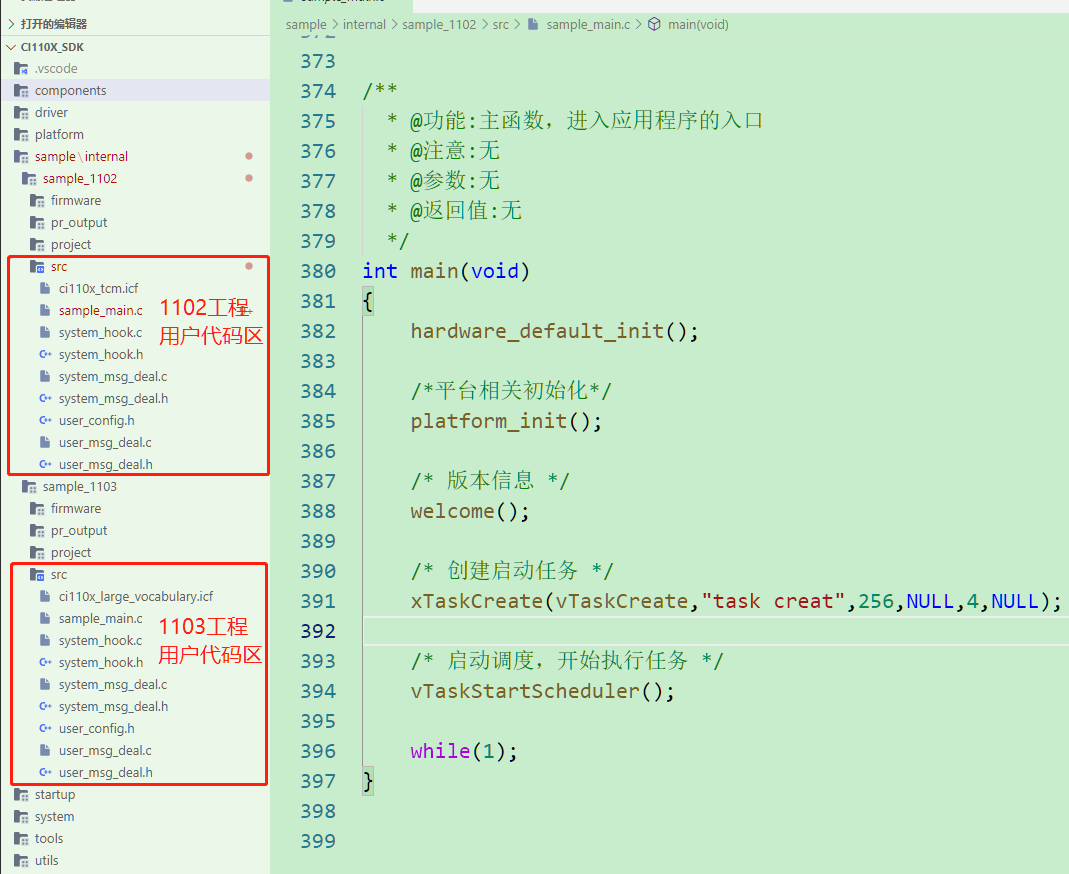 打开的编辑器
CI110X_SDK
.vscode
components
driver
platform
sample\internal
sample_1102
firmware
pr_output
project
src
ci110x_tcm.icf
sample_main.c
system_hook.c
system_hook.h
system_msg_deal.c
system_msg_deal.h
user_config.h
user_msg_deal.c
user_msg_deal.h
1102工程
用户代码区
sample_1103
firmware
pr_output
project
src
ci110x_large_vocabulary.icf
sample_main.c
system_hook.c
system_hook.h
system_msg_deal.c
system_msg_deal.h
user_config.h
user_msg_deal.c
user_msg_deal.h
1103工程
用户代码区
startup
system
tools
utils
sample > internal > sample_1102 > src > sample_main.c > main(void)
373
374 /**
375 * @功能:主函数，进入应用程序的入口
376 * @注意:无
377 * @参数:无
378 * @返回值:无
379 */
380 int main(void)
381 {
382 hardware_default_init();
383
384 /*平台相关初始化*/
385 platform_init();
386
387 /* 版本信息 */
388 welcome();
389
390 /* 创建启动任务 */
391 xTaskCreate(vTaskCreate,"task creat",256,NULL,4,NULL);
392
393 /* 启动调度，开始执行任务 */
394 vTaskStartScheduler();
395
396 while(1);
397 }
398
399